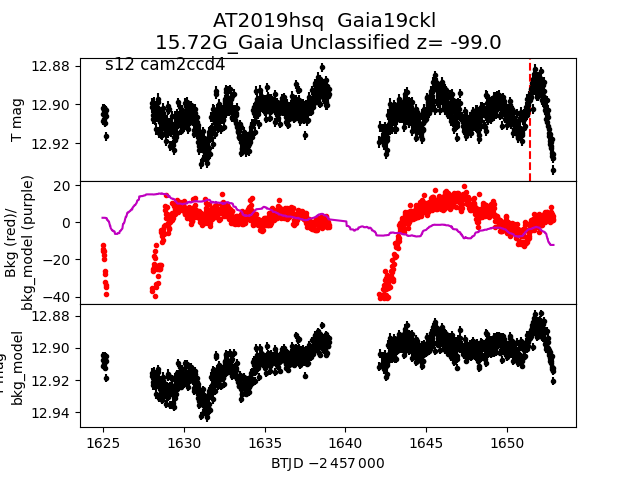 AT2019hsq  Gaia19ckl
15.72G_Gaia Unclassified z= -99.0
s12 cam2ccd4
12.88
12.90
12.92
T mag
20
0
−20
−40
Bkg (red)/
bkg_model (purple)
12.88
12.90
12.92
12.94
mag
bkg_model
1625 1630 1635 1640 1645 1650
BTJD −2 457 000